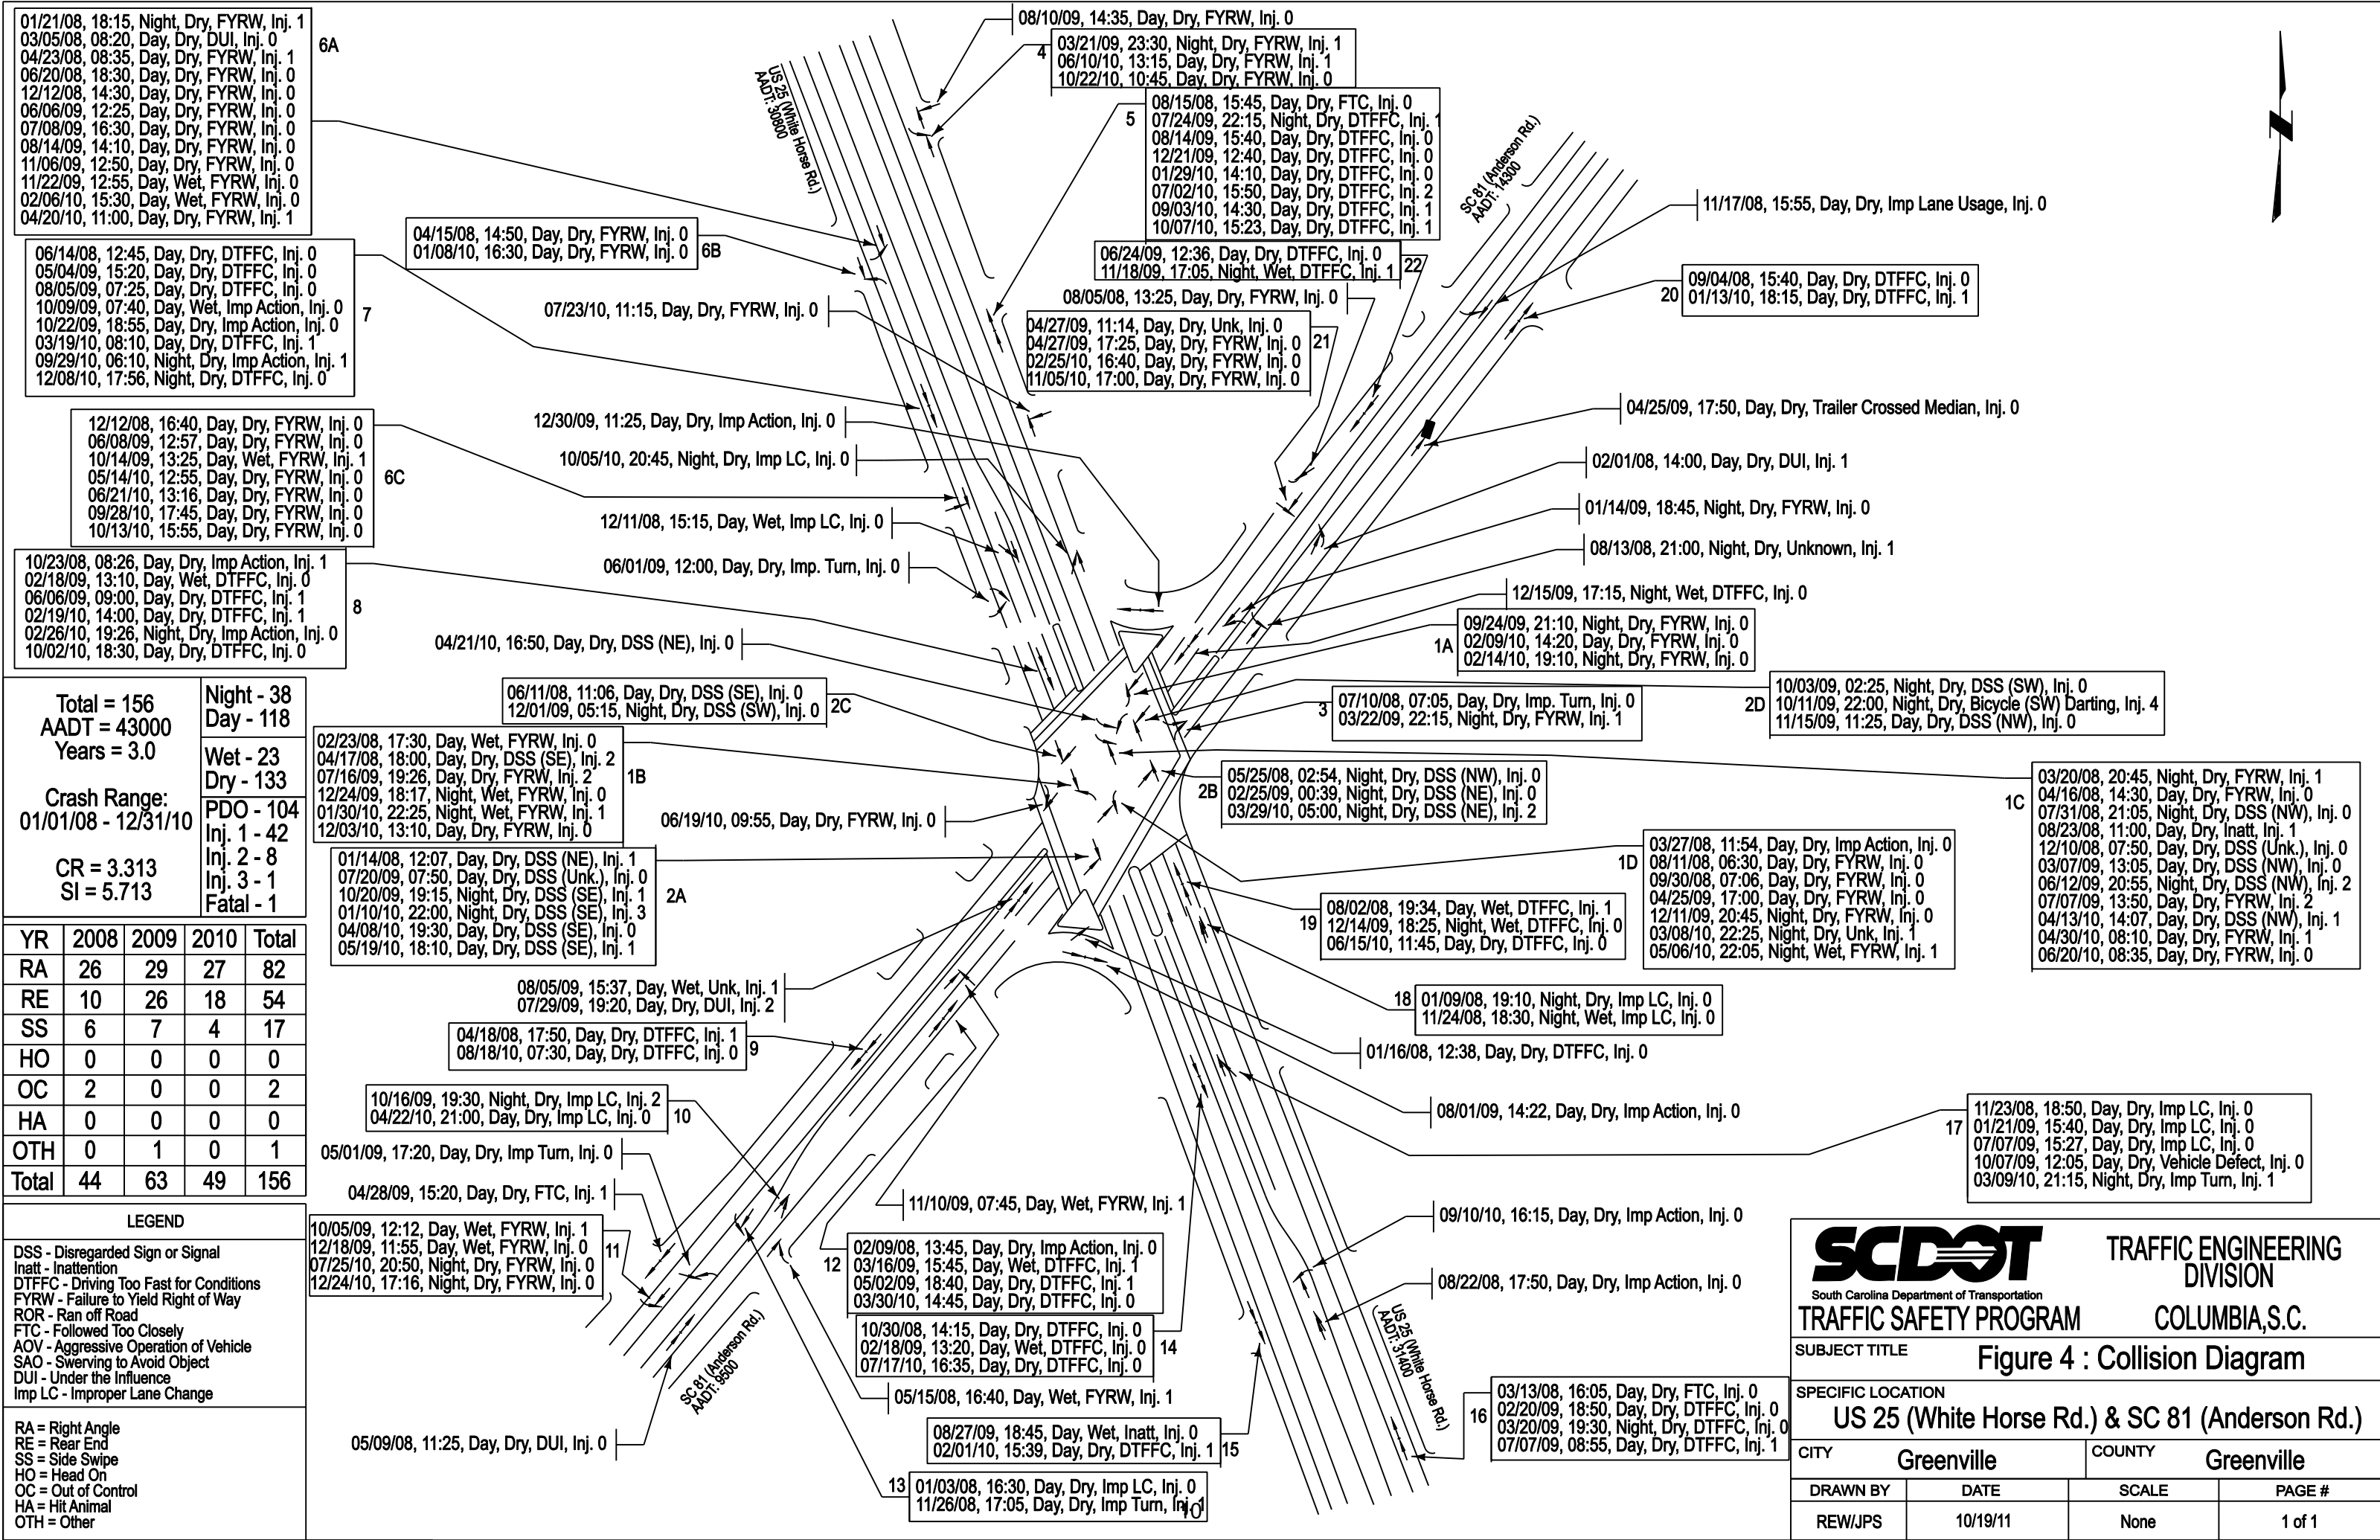 01/21/08, 18:15, Night, Dry, FYRW, Inj. 1
03/05/08, 08:20, Day, Dry, DUI, Inj. 0
04/23/08, 08:35, Day, Dry, FYRW, Inj. 1
06/20/08, 18:30, Day, Dry, FYRW, Inj. 0
12/12/08, 14:30, Day, Dry, FYRW, Inj. 0
06/06/09, 12:25, Day, Dry, FYRW, Inj. 0
07/08/09, 16:30, Day, Dry, FYRW, Inj. 0
08/14/09, 14:10, Day, Dry, FYRW, Inj. 0
11/06/09, 12:50, Day, Dry, FYRW, Inj. 0
11/22/09, 12:55, Day, Wet, FYRW, Inj. 0
02/06/10, 15:30, Day, Wet, FYRW, Inj. 0
04/20/10, 11:00, Day, Dry, FYRW, Inj. 1
6A
04/15/08, 14:50, Day, Dry, FYRW, Inj. 0
01/08/10, 16:30, Day, Dry, FYRW, Inj. 0
6B
06/14/08, 12:45, Day, Dry, DTFFC, Inj. 0
05/04/09, 15:20, Day, Dry, DTFFC, Inj. 0
08/05/09, 07:25, Day, Dry, DTFFC, Inj. 0
10/09/09, 07:40, Day, Wet, Imp Action, Inj. 0
10/22/09, 18:55, Day, Dry, Imp Action, Inj. 0
03/19/10, 08:10, Day, Dry, DTFFC, Inj. 1
09/29/10, 06:10, Night, Dry, Imp Action, Inj. 1
12/08/10, 17:56, Night, Dry, DTFFC, Inj. 0
7
12/12/08, 16:40, Day, Dry, FYRW, Inj. 0
06/08/09, 12:57, Day, Dry, FYRW, Inj. 0
10/14/09, 13:25, Day, Wet, FYRW, Inj. 1
05/14/10, 12:55, Day, Dry, FYRW, Inj. 0
06/21/10, 13:16, Day, Dry, FYRW, Inj. 0
09/28/10, 17:45, Day, Dry, FYRW, Inj. 0
10/13/10, 15:55, Day, Dry, FYRW, Inj. 0
6C
10/23/08, 08:26, Day, Dry, Imp Action, Inj. 1
02/18/09, 13:10, Day, Wet, DTFFC, Inj. 0
06/06/09, 09:00, Day, Dry, DTFFC, Inj. 1
02/19/10, 14:00, Day, Dry, DTFFC, Inj. 1
02/26/10, 19:26, Night, Dry, Imp Action, Inj. 0
10/02/10, 18:30, Day, Dry, DTFFC, Inj. 0
8
US 25 (White Horse Rd.)
AADT: 30800
08/10/09, 14:35, Day, Dry, FYRW, Inj. 0
4
03/21/09, 23:30, Night, Dry, FYRW, Inj. 1
06/10/10, 13:15, Day, Dry, FYRW, Inj. 1
10/22/10, 10:45, Day, Dry, FYRW, Inj. 0
5
08/15/08, 15:45, Day, Dry, FTC, Inj. 0
07/24/09, 22:15, Night, Dry, DTFFC, Inj. 1
08/14/09, 15:40, Day, Dry, DTFFC, Inj. 0
12/21/09, 12:40, Day, Dry, DTFFC, Inj. 0
01/29/10, 14:10, Day, Dry, DTFFC, Inj. 0
07/02/10, 15:50, Day, Dry, DTFFC, Inj. 2
09/03/10, 14:30, Day, Dry, DTFFC, Inj. 1
10/07/10, 15:23, Day, Dry, DTFFC, Inj. 1
06/24/09, 12:36, Day, Dry, DTFFC, Inj. 0
11/18/09, 17:05, Night, Wet, DTFFC, Inj. 1
22
08/05/08, 13:25, Day, Dry, FYRW, Inj. 0
04/27/09, 11:14, Day, Dry, Unk, Inj. 0
04/27/09, 17:25, Day, Dry, FYRW, Inj. 0
02/25/10, 16:40, Day, Dry, FYRW, Inj. 0
11/05/10, 17:00, Day, Dry, FYRW, Inj. 0
21
SC 81 (Anderson Rd.)
AADT: 14300
11/17/08, 15:55, Day, Dry, Imp Lane Usage, Inj. 0
20
09/04/08, 15:40, Day, Dry, DTFFC, Inj. 0
01/13/10, 18:15, Day, Dry, DTFFC, Inj. 1
07/23/10, 11:15, Day, Dry, FYRW, Inj. 0
12/30/09, 11:25, Day, Dry, Imp Action, Inj. 0
10/05/10, 20:45, Night, Dry, Imp LC, Inj. 0
12/11/08, 15:15, Day, Wet, Imp LC, Inj. 0
06/01/09, 12:00, Day, Dry, Imp. Turn, Inj. 0
04/21/10, 16:50, Day, Dry, DSS (NE), Inj. 0
04/25/09, 17:50, Day, Dry, Trailer Crossed Median, Inj. 0
02/01/08, 14:00, Day, Dry, DUI, Inj. 1
01/14/09, 18:45, Night, Dry, FYRW, Inj. 0
08/13/08, 21:00, Night, Dry, Unknown, Inj. 1
12/15/09, 17:15, Night, Wet, DTFFC, Inj. 0
1A
09/24/09, 21:10, Night, Dry, FYRW, Inj. 0
02/09/10, 14:20, Day, Dry, FYRW, Inj. 0
02/14/10, 19:10, Night, Dry, FYRW, Inj. 0
2D
10/03/09, 02:25, Night, Dry, DSS (SW), Inj. 0
10/11/09, 22:00, Night, Dry, Bicycle (SW) Darting, Inj. 4
11/15/09, 11:25, Day, Dry, DSS (NW), Inj. 0
3
07/10/08, 07:05, Day, Dry, Imp. Turn, Inj. 0
03/22/09, 22:15, Night, Dry, FYRW, Inj. 1
06/11/08, 11:06, Day, Dry, DSS (SE), Inj. 0
12/01/09, 05:15, Night, Dry, DSS (SW), Inj. 0
2C
02/23/08, 17:30, Day, Wet, FYRW, Inj. 0
04/17/08, 18:00, Day, Dry, DSS (SE), Inj. 2
07/16/09, 19:26, Day, Dry, FYRW, Inj. 2
12/24/09, 18:17, Night, Wet, FYRW, Inj. 0
01/30/10, 22:25, Night, Wet, FYRW, Inj. 1
12/03/10, 13:10, Day, Dry, FYRW, Inj. 0
1B
06/19/10, 09:55, Day, Dry, FYRW, Inj. 0
01/14/08, 12:07, Day, Dry, DSS (NE), Inj. 1
07/20/09, 07:50, Day, Dry, DSS (Unk.), Inj. 0
10/20/09, 19:15, Night, Dry, DSS (SE), Inj. 1
01/10/10, 22:00, Night, Dry, DSS (SE), Inj. 3
04/08/10, 19:30, Day, Dry, DSS (SE), Inj. 0
05/19/10, 18:10, Day, Dry, DSS (SE), Inj. 1
2A
2B
05/25/08, 02:54, Night, Dry, DSS (NW), Inj. 0
02/25/09, 00:39, Night, Dry, DSS (NE), Inj. 0
03/29/10, 05:00, Night, Dry, DSS (NE), Inj. 2
1C
03/20/08, 20:45, Night, Dry, FYRW, Inj. 1
04/16/08, 14:30, Day, Dry, FYRW, Inj. 0
07/31/08, 21:05, Night, Dry, DSS (NW), Inj. 0
08/23/08, 11:00, Day, Dry, Inatt, Inj. 1
12/10/08, 07:50, Day, Dry, DSS (Unk.), Inj. 0
03/07/09, 13:05, Day, Dry, DSS (NW), Inj. 0
06/12/09, 20:55, Night, Dry, DSS (NW), Inj. 2
07/07/09, 13:50, Day, Dry, FYRW, Inj. 2
04/13/10, 14:07, Day, Dry, DSS (NW), Inj. 1
04/30/10, 08:10, Day, Dry, FYRW, Inj. 1
06/20/10, 08:35, Day, Dry, FYRW, Inj. 0
1D
03/27/08, 11:54, Day, Dry, Imp Action, Inj. 0
08/11/08, 06:30, Day, Dry, FYRW, Inj. 0
09/30/08, 07:06, Day, Dry, FYRW, Inj. 0
04/25/09, 17:00, Day, Dry, FYRW, Inj. 0
12/11/09, 20:45, Night, Dry, FYRW, Inj. 0
03/08/10, 22:25, Night, Dry, Unk, Inj. 1
05/06/10, 22:05, Night, Wet, FYRW, Inj. 1
19
08/02/08, 19:34, Day, Wet, DTFFC, Inj. 1
12/14/09, 18:25, Night, Wet, DTFFC, Inj. 0
06/15/10, 11:45, Day, Dry, DTFFC, Inj. 0
18
01/09/08, 19:10, Night, Dry, Imp LC, Inj. 0
11/24/08, 18:30, Night, Wet, Imp LC, Inj. 0
01/16/08, 12:38, Day, Dry, DTFFC, Inj. 0
08/01/09, 14:22, Day, Dry, Imp Action, Inj. 0
17
11/23/08, 18:50, Day, Dry, Imp LC, Inj. 0
01/21/09, 15:40, Day, Dry, Imp LC, Inj. 0
07/07/09, 15:27, Day, Dry, Imp LC, Inj. 0
10/07/09, 12:05, Day, Dry, Vehicle Defect, Inj. 0
03/09/10, 21:15, Night, Dry, Imp Turn, Inj. 1
09/10/10, 16:15, Day, Dry, Imp Action, Inj. 0
08/22/08, 17:50, Day, Dry, Imp Action, Inj. 0
08/05/09, 15:37, Day, Wet, Unk, Inj. 1
07/29/09, 19:20, Day, Dry, DUI, Inj. 2
04/18/08, 17:50, Day, Dry, DTFFC, Inj. 1
08/18/10, 07:30, Day, Dry, DTFFC, Inj. 0
9
10/16/09, 19:30, Night, Dry, Imp LC, Inj. 2
04/22/10, 21:00, Day, Dry, Imp LC, Inj. 0
10
05/01/09, 17:20, Day, Dry, Imp Turn, Inj. 0
04/28/09, 15:20, Day, Dry, FTC, Inj. 1
10/05/09, 12:12, Day, Wet, FYRW, Inj. 1
12/18/09, 11:55, Day, Wet, FYRW, Inj. 0
07/25/10, 20:50, Night, Dry, FYRW, Inj. 0
12/24/10, 17:16, Night, Dry, FYRW, Inj. 0
11
11/10/09, 07:45, Day, Wet, FYRW, Inj. 1
12
02/09/08, 13:45, Day, Dry, Imp Action, Inj. 0
03/16/09, 15:45, Day, Wet, DTFFC, Inj. 1
05/02/09, 18:40, Day, Dry, DTFFC, Inj. 1
03/30/10, 14:45, Day, Dry, DTFFC, Inj. 0
10/30/08, 14:15, Day, Dry, DTFFC, Inj. 0
02/18/09, 13:20, Day, Wet, DTFFC, Inj. 0
07/17/10, 16:35, Day, Dry, DTFFC, Inj. 0
14
05/15/08, 16:40, Day, Wet, FYRW, Inj. 1
08/27/09, 18:45, Day, Wet, Inatt, Inj. 0
02/01/10, 15:39, Day, Dry, DTFFC, Inj. 1
15
13
01/03/08, 16:30, Day, Dry, Imp LC, Inj. 0
11/26/08, 17:05, Day, Dry, Imp Turn, Inj. 1
10
05/09/08, 11:25, Day, Dry, DUI, Inj. 0
SC 81 (Anderson Rd.)
AADT: 9500
US 25 (White Horse Rd.)
AADT: 31400
16
03/13/08, 16:05, Day, Dry, FTC, Inj. 0
02/20/09, 18:50, Day, Dry, DTFFC, Inj. 0
03/20/09, 19:30, Night, Dry, DTFFC, Inj. 0
07/07/09, 08:55, Day, Dry, DTFFC, Inj. 1
Total = 156
AADT = 43000
Years = 3.0
Crash Range:
01/01/08 - 12/31/10
CR = 3.313
SI = 5.713
Night - 38
Day - 118
Wet - 23
Dry - 133
PDO - 104
Inj. 1 - 42
Inj. 2 - 8
Inj. 3 - 1
Fatal - 1
YR 2008 2009 2010 Total
RA 26 29 27 82
RE 10 26 18 54
SS 6 7 4 17
HO 0 0 0 0
OC 2 0 0 2
HA 0 0 0 0
OTH 0 1 0 1
Total 44 63 49 156
LEGEND
DSS - Disregarded Sign or Signal
Inatt - Inattention
DTFFC - Driving Too Fast for Conditions
FYRW - Failure to Yield Right of Way
ROR - Ran off Road
FTC - Followed Too Closely
AOV - Aggressive Operation of Vehicle
SAO - Swerving to Avoid Object
DUI - Under the Influence
Imp LC - Improper Lane Change
RA = Right Angle
RE = Rear End
SS = Side Swipe
HO = Head On
OC = Out of Control
HA = Hit Animal
OTH = Other
SCDOT
South Carolina Department of Transportation
TRAFFIC SAFETY PROGRAM
TRAFFIC ENGINEERING
DIVISION
COLUMBIA,S.C.
SUBJECT TITLE
Figure 4 : Collision Diagram
SPECIFIC LOCATION
US 25 (White Horse Rd.) & SC 81 (Anderson Rd.)
CITY Greenville COUNTY Greenville
DRAWN BY DATE SCALE PAGE #
REW/JPS 10/19/11 None 1 of 1